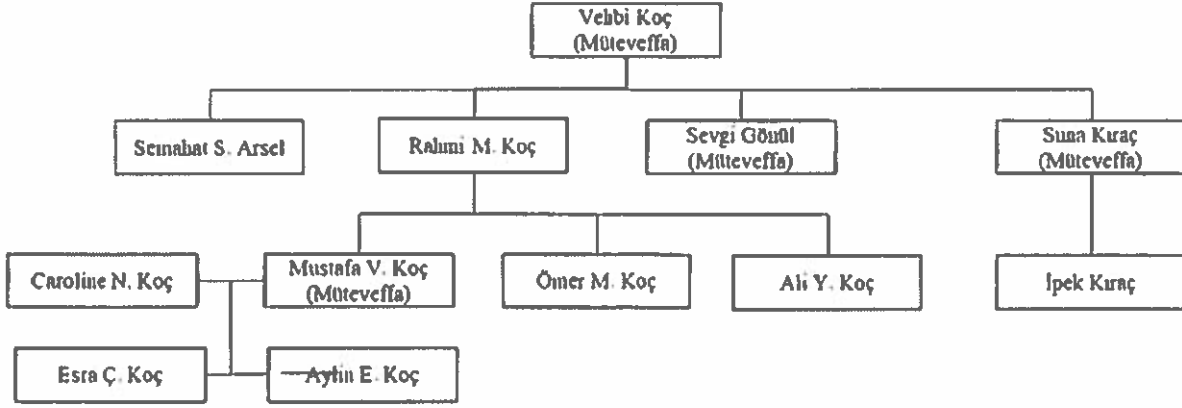 Vehbi Koç
(Müteveffa)
Semahat S. Arsel
Rahmi M. Koç
Sevgi Gönül
(Müteveffa)
Suna Kıraç
(Müteveffa)
Caroline N. Koç
Mustafa V. Koç
(Müteveffa)
Ömer M. Koç
Ali Y. Koç
İpek Kıraç
Esra Ç. Koç
Aylin E. Koç